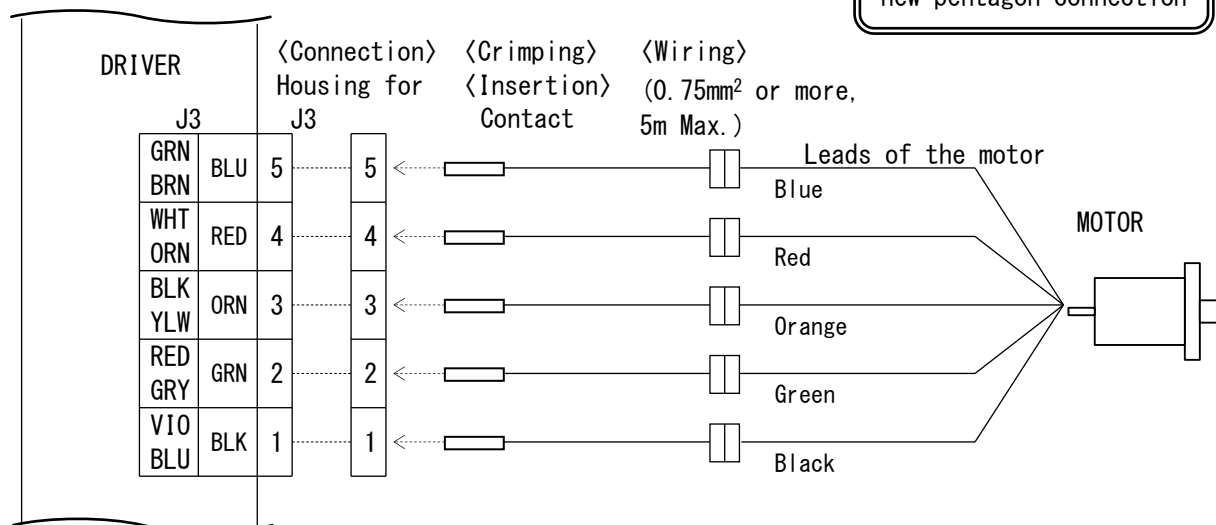 new pentagon connection
DRIVER
〈Connection〉
Housing for
J3
〈Crimping〉
〈Insertion〉
Contact
〈Wiring〉
(0.75mm² or more,
5m Max.)
J3
Leads of the motor
MOTOR
GRN
BRN
BLU
5
5
Blue
WHT
ORN
RED
4
4
Red
BLK
YLW
ORN
3
3
Orange
RED
GRY
GRN
2
2
Green
VIO
BLU
BLK
1
1
Black